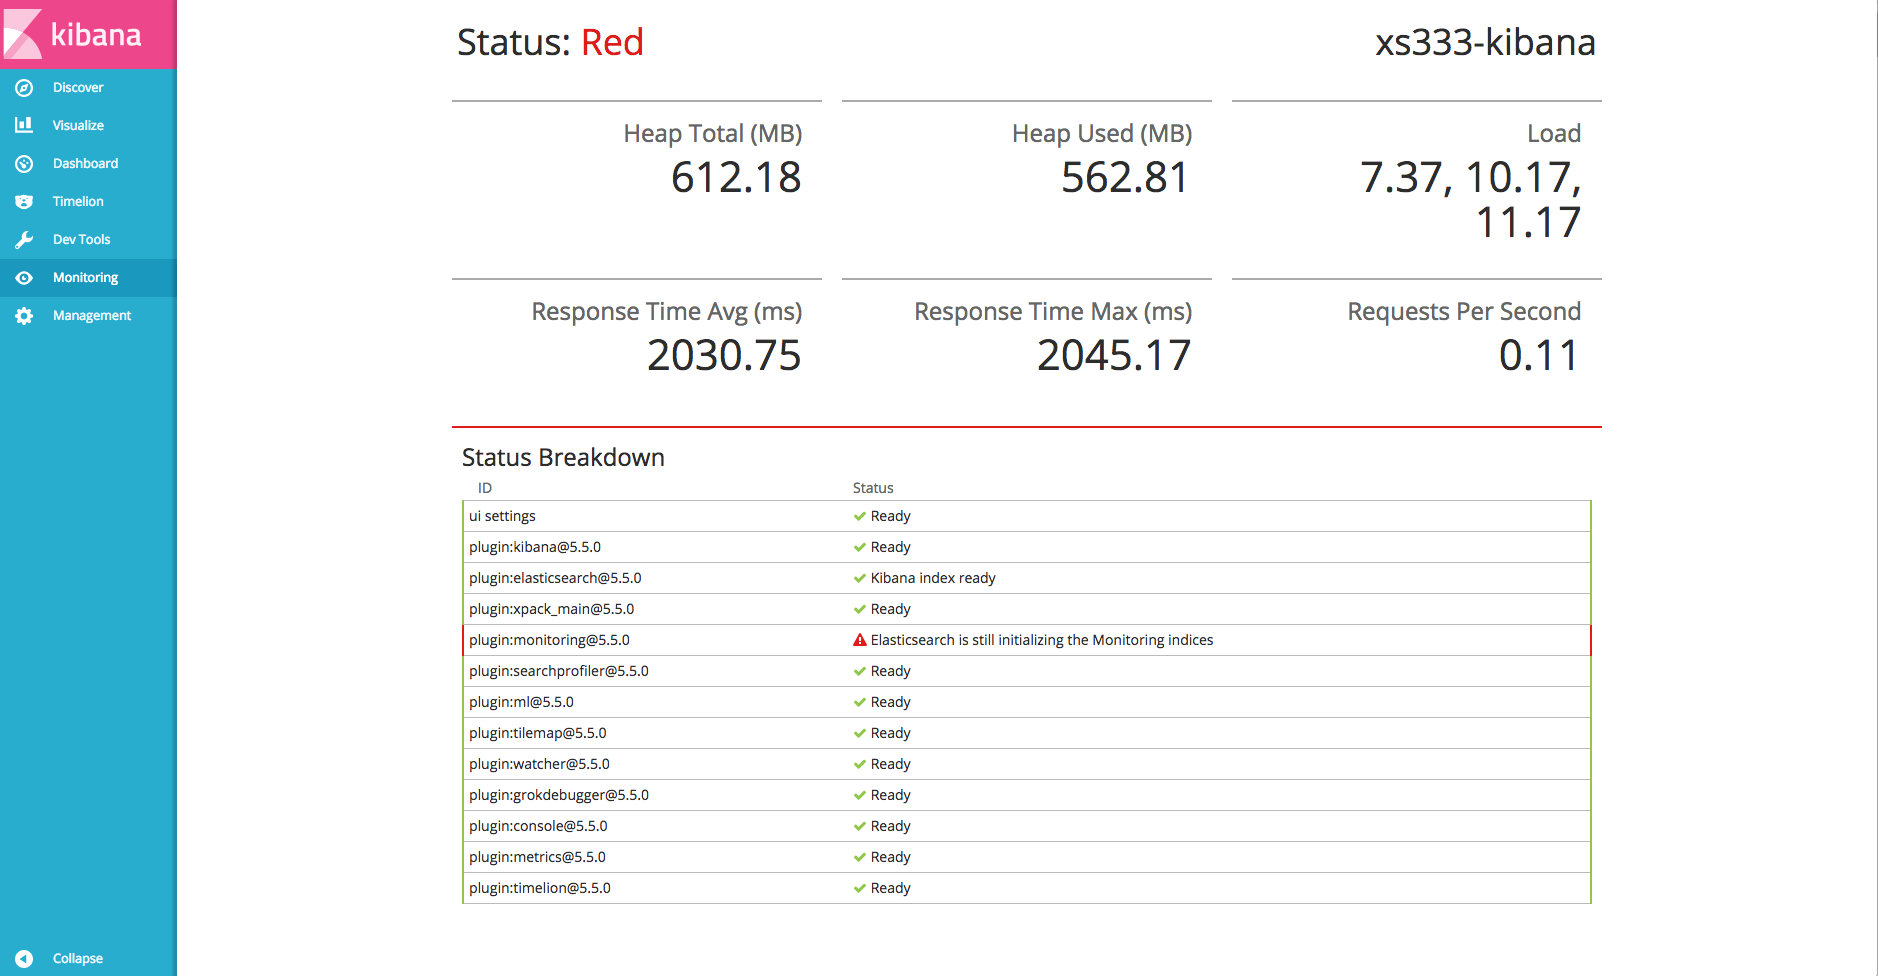 kibana
Discover
Visualize
Dashboard
Timelion
Dev Tools
Monitoring
Management
Collapse
Status: Red
xs333-kibana
Heap Total (MB)
612.18
Heap Used (MB)
562.81
Load
7.37, 10.17,
11.17
Response Time Avg (ms)
2030.75
Response Time Max (ms)
2045.17
Requests Per Second
0.11
Status Breakdown
ID Status
ui settings Ready
plugin:kibana@5.5.0 Ready
plugin:elasticsearch@5.5.0 Kibana index ready
plugin:xpack_main@5.5.0 Ready
plugin:monitoring@5.5.0 Elasticsearch is still initializing the Monitoring indices
plugin:searchprofiler@5.5.0 Ready
plugin:ml@5.5.0 Ready
plugin:tilemap@5.5.0 Ready
plugin:watcher@5.5.0 Ready
plugin:grokdebugger@5.5.0 Ready
plugin:console@5.5.0 Ready
plugin:metrics@5.5.0 Ready
plugin:timelion@5.5.0 Ready